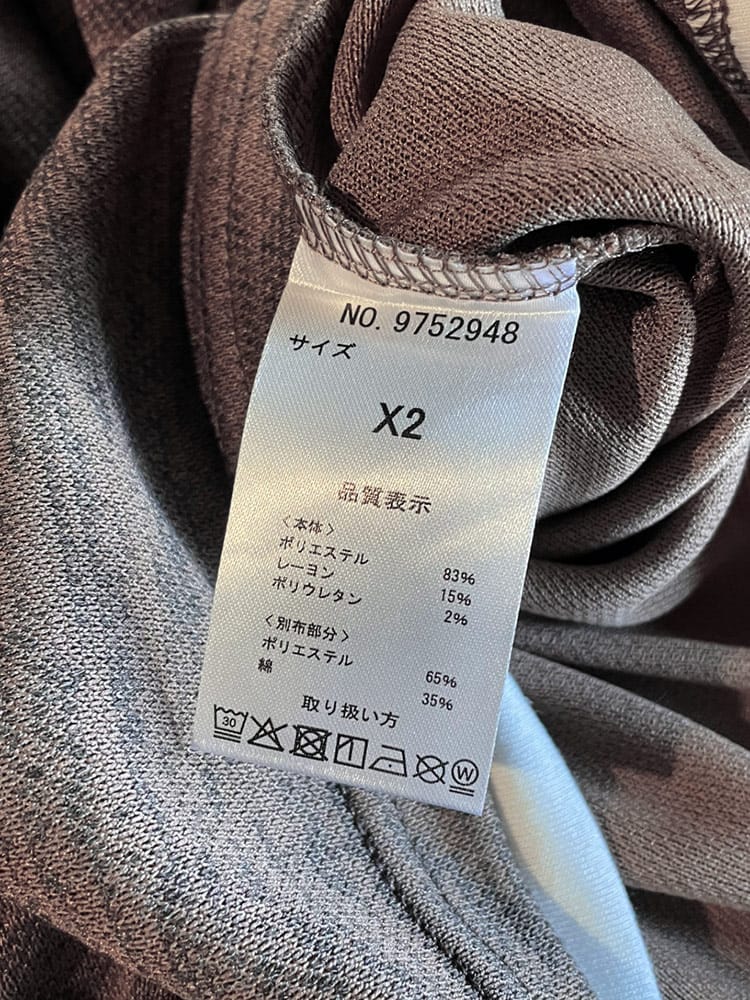 NO. 9752948
サイズ
X2
品質表示
〈本体〉
ポリエステル 83%
レーヨン 15%
ポリウレタン 2%
〈別布部分〉
ポリエステル 65%
綿 35%
取り扱い方
30 W